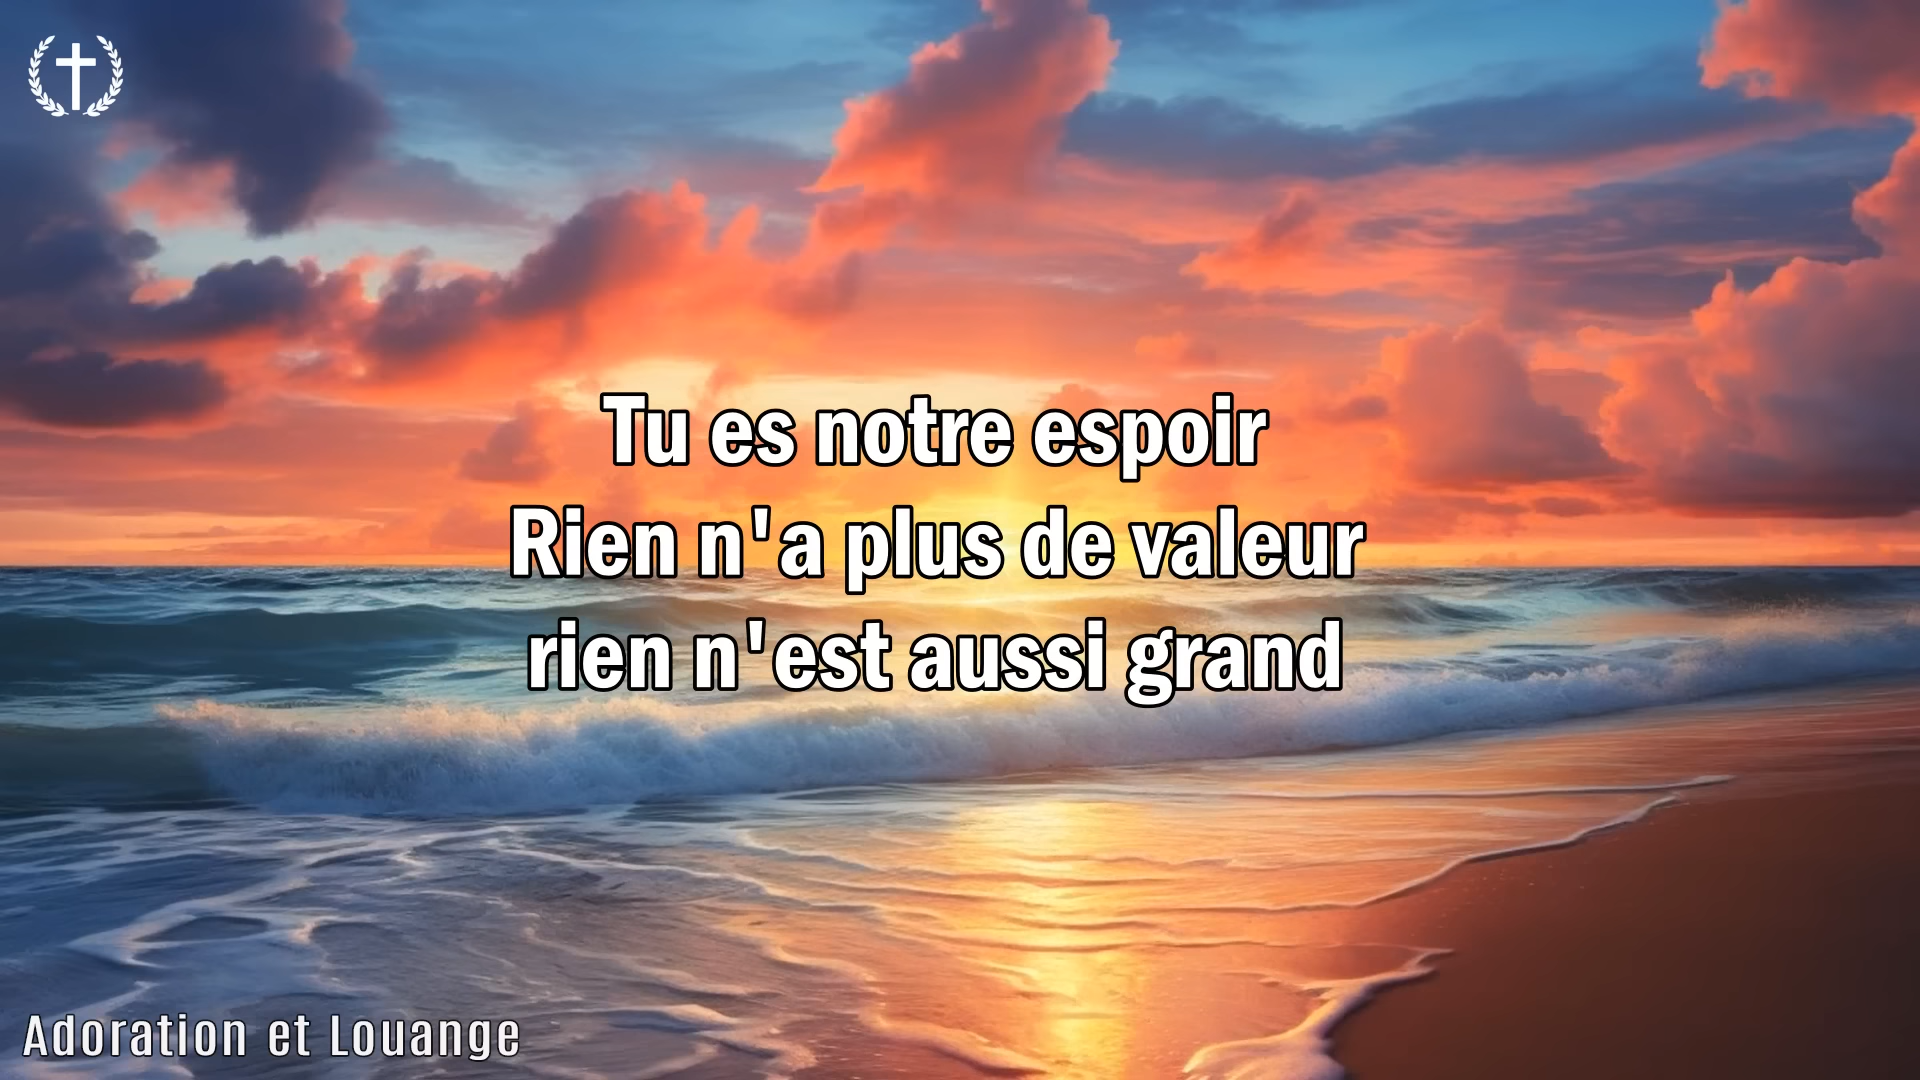 Tu es notre espoir
Rien n'a plus de valeur
rien n'est aussi grand
Adoration et Louange